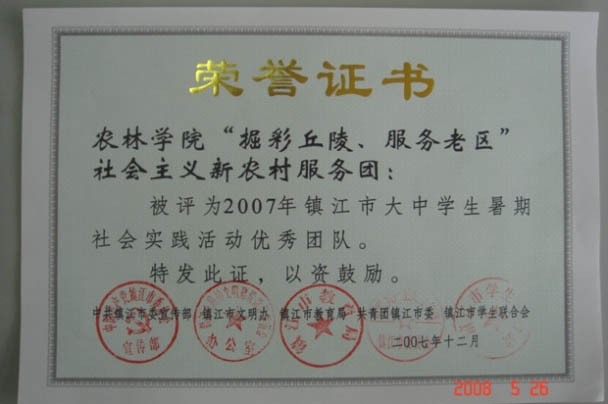 荣誉证书
农林学院“掘彩丘陵、服务老区”
社会主义新农村服务团：
被评为2007年镇江市大中学生暑期
社会实践活动优秀团队。
特发此证，以资鼓励。
中共镇江市委宣传部 镇江市文明办 镇江市教育局 共青团镇江市委 镇江市学生联合会
二〇〇七年十二月
2008 5 26